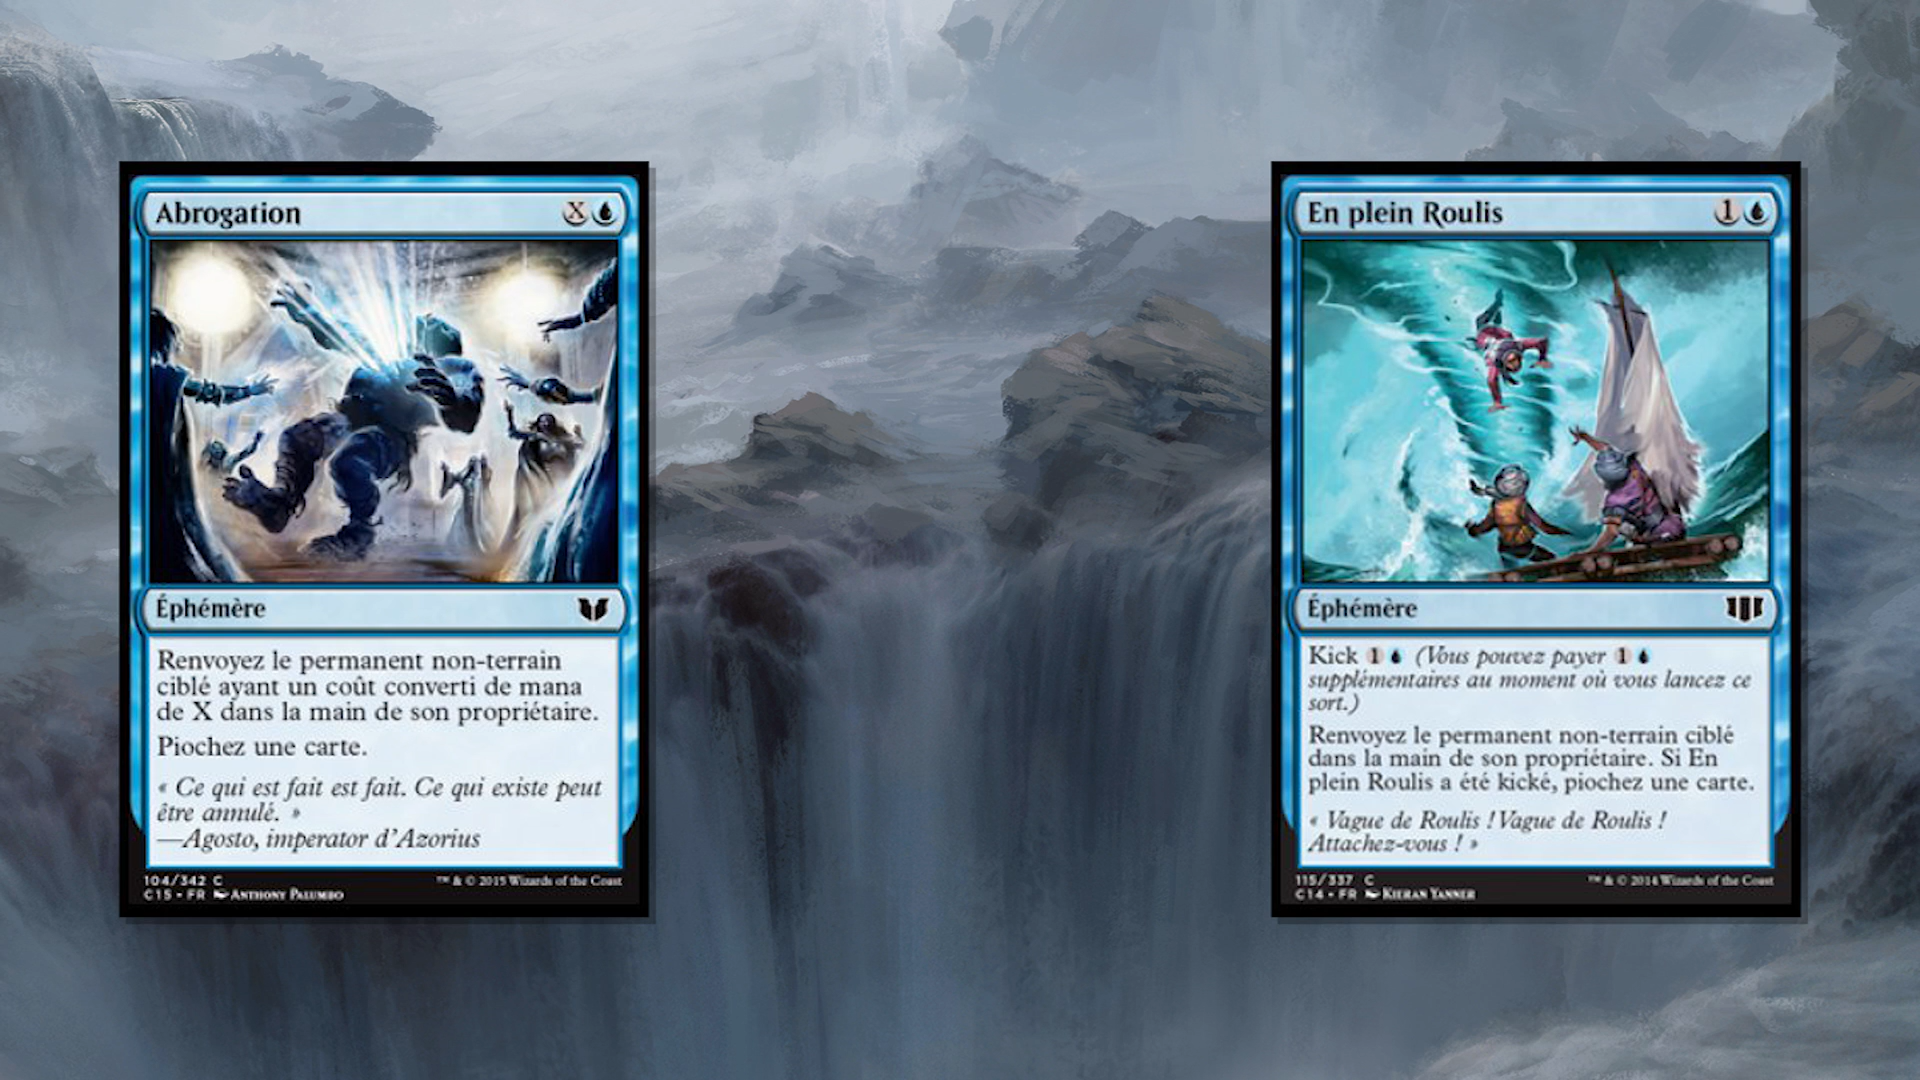 Abrogation X
Éphémère
Renvoyez le permanent non-terrain
ciblé ayant un coût converti de mana
de X dans la main de son propriétaire.
Piochez une carte.
« Ce qui est fait est fait. Ce qui existe peut
être annulé. »
—Agosto, imperator d'Azorius
104/342 C
C15 • FR Anthony Palumbo
™ & © 2015 Wizards of the Coast
En plein Roulis 1
Éphémère
Kick 1 (Vous pouvez payer 1
supplémentaires au moment où vous lancez ce
sort.)
Renvoyez le permanent non-terrain ciblé
dans la main de son propriétaire. Si En
plein Roulis a été kické, piochez une carte.
« Vague de Roulis ! Vague de Roulis !
Attachez-vous ! »
115/337 C
C14 • FR Kieran Yanner
™ & © 2014 Wizards of the Coast